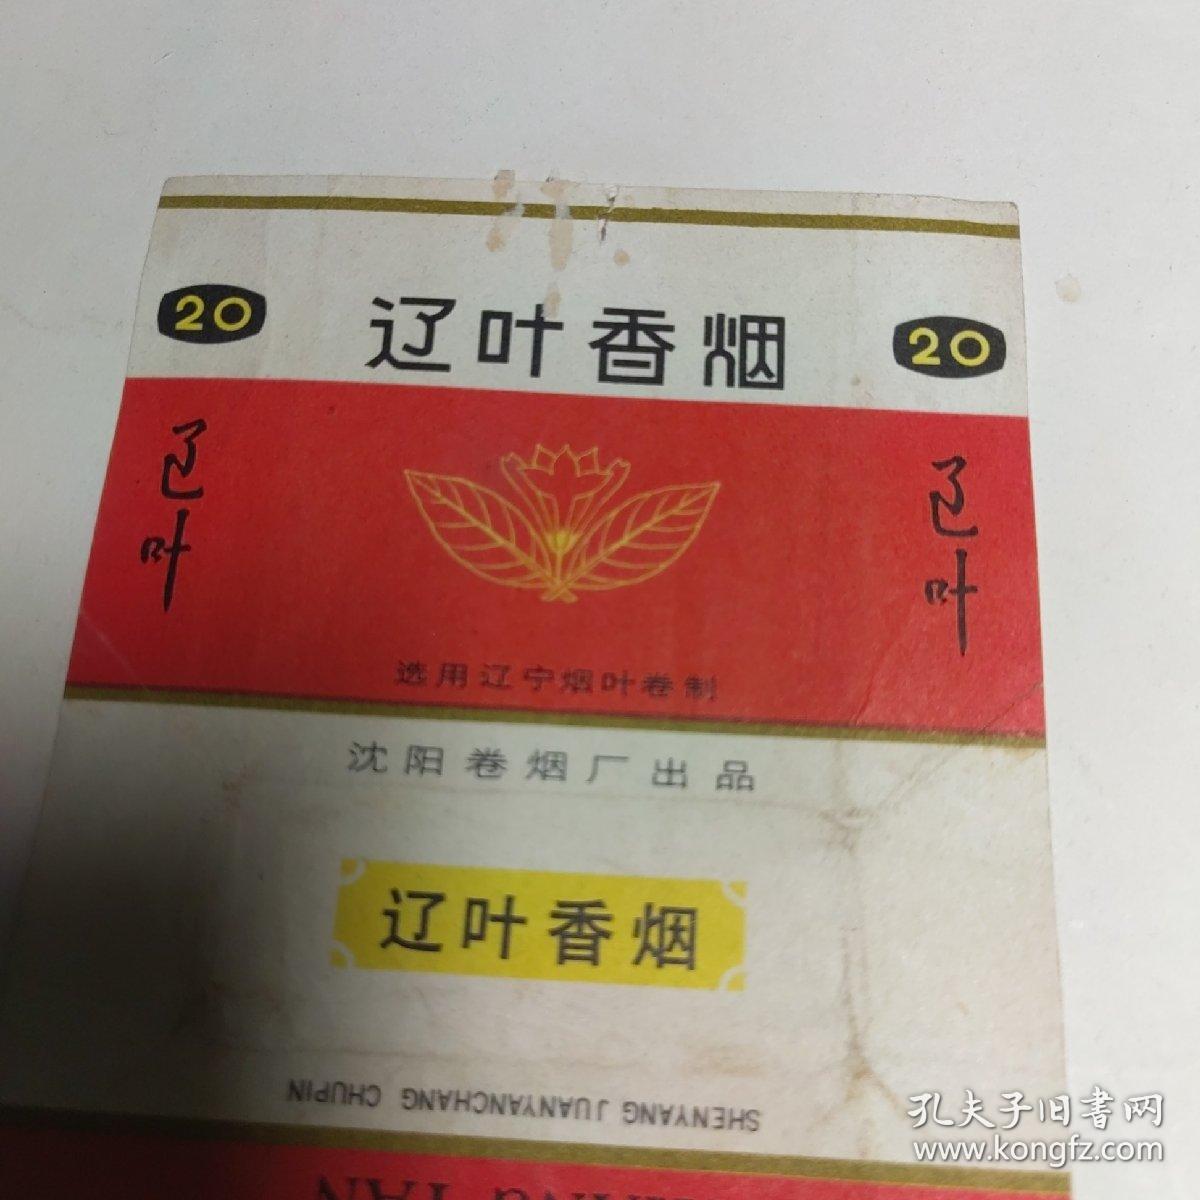 20 辽叶香烟 20
辽叶
辽叶
选用辽宁烟叶卷制
沈阳卷烟厂出品
辽叶香烟
SHENYANG JUANYANCHANG CHUPIN
孔夫子旧書网
www.kongfz.com